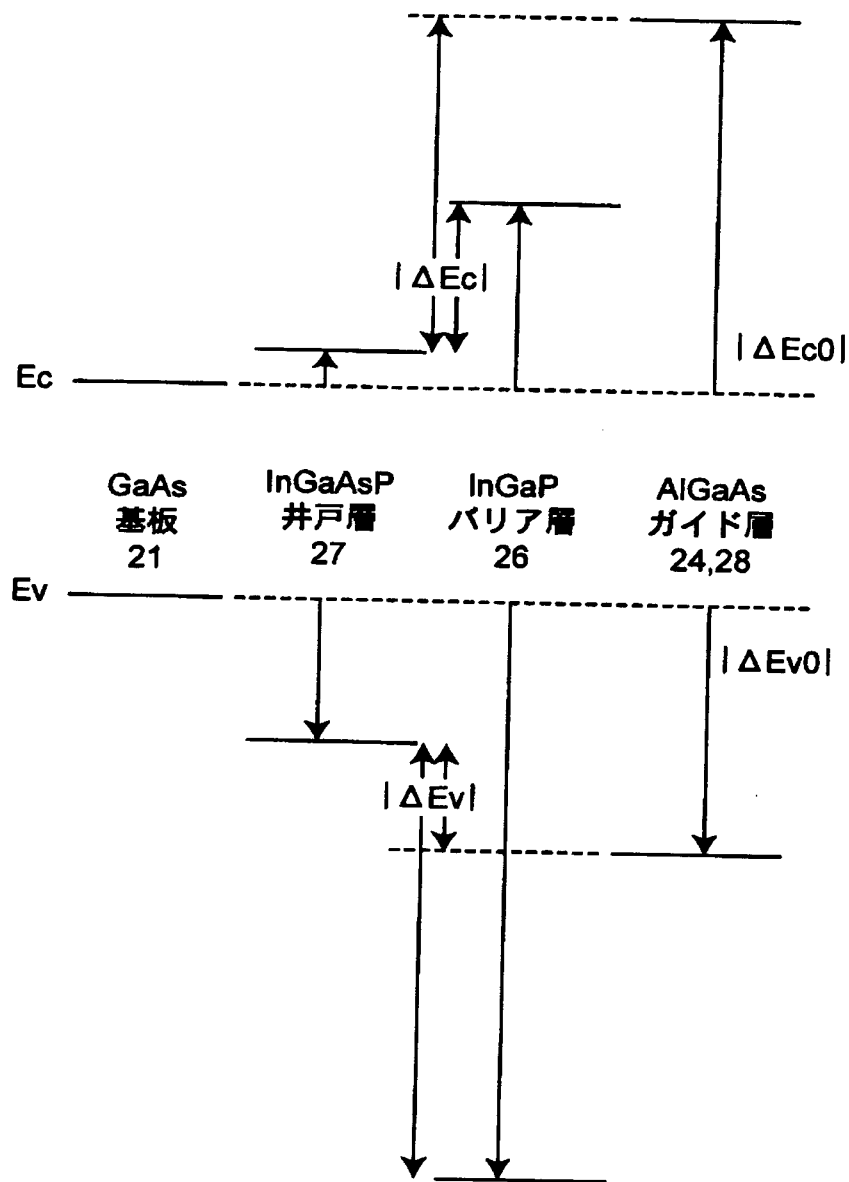 |ΔEc|
|ΔEc0|
Ec
GaAs
基板
21
InGaAsP
井戸層
27
InGaP
バリア層
26
AlGaAs
ガイド層
24,28
Ev
|ΔEv0|
|ΔEv|